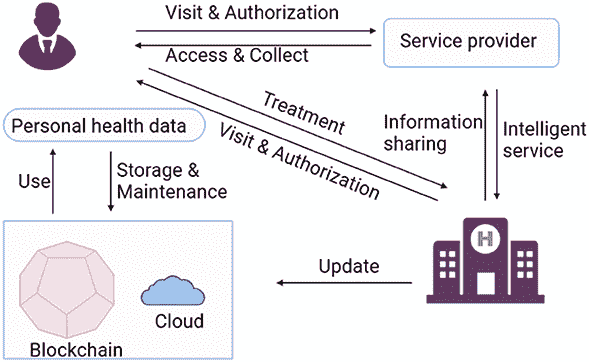 Visit & Authorization
Access & Collect
Service provider
Treatment
Visit & Authorization
Information
sharing
Intelligent
service
Personal health data
Use
Storage &
Maintenance
H
Update
Cloud
Blockchain